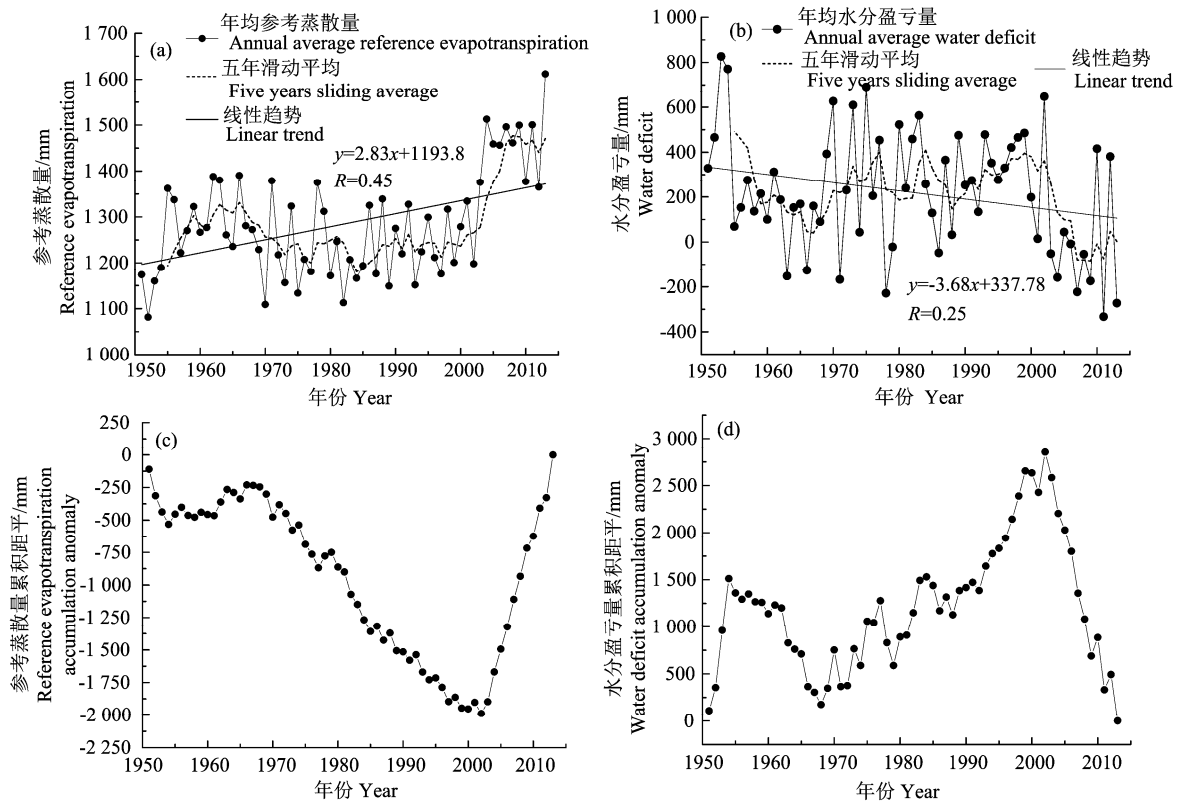 (a)
年均参考蒸散量
Annual average reference evapotranspiration
五年滑动平均
Five years sliding average
线性趋势
Linear trend
y=2.83x+1193.8
R=0.45
参考蒸散量/mm
Reference evapotranspiration
1 700
1 600
1 500
1 400
1 300
1 200
1 100
1 000
1950 1960 1970 1980 1990 2000 2010
年份 Year
(b)
年均水分盈亏量
Annual average water deficit
五年滑动平均
Five years sliding average
线性趋势
Linear trend
y=-3.68x+337.78
R=0.25
水分盈亏量/mm
Water deficit
1 000
800
600
400
200
0
-200
-400
1950 1960 1970 1980 1990 2000 2010
年份 Year
(c)
参考蒸散量累积距平/mm
Reference evapotranspiration
accumulation anomaly
250
0
-250
-500
-750
-1 000
-1 250
-1 500
-1 750
-2 000
-2 250
1950 1960 1970 1980 1990 2000 2010
年份 Year
(d)
水分盈亏量累积距平/mm
Water deficit accumulation anomaly
3 000
2 500
2 000
1 500
1 000
500
0
1950 1960 1970 1980 1990 2000 2010
年份 Year